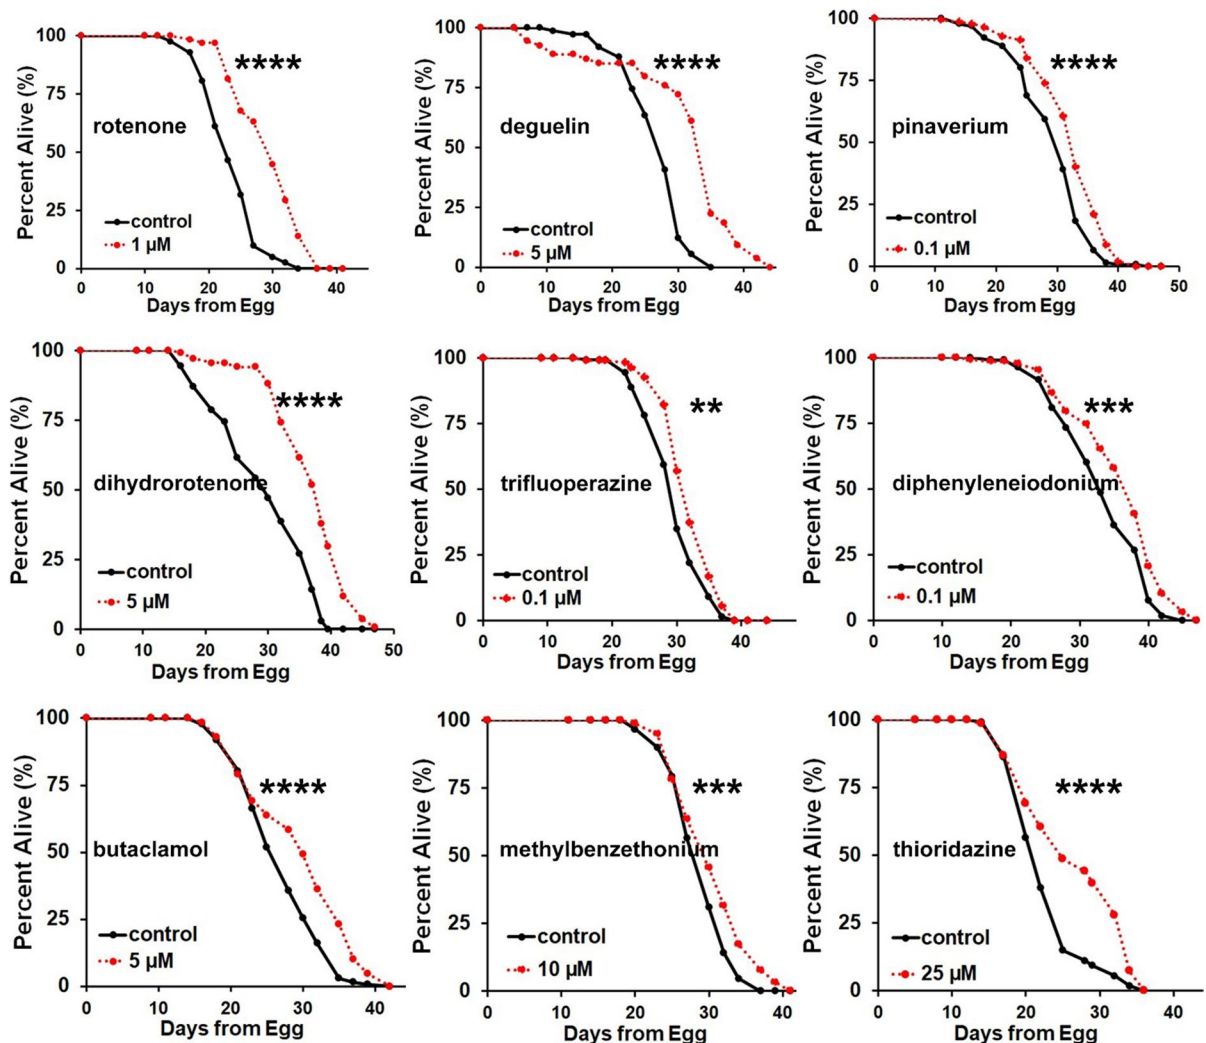 Percent Alive (%)
100
75
50
25
0
****
rotenone
control
1 µM
0 10 20 30 40
Days from Egg
Percent Alive (%)
100
75
50
25
0
****
deguelin
control
5 µM
0 20 40
Days from Egg
Percent Alive (%)
100
75
50
25
0
****
pinaverium
control
0.1 µM
0 10 20 30 40 50
Days from Egg
Percent Alive (%)
100
75
50
25
0
****
dihydrorotenone
control
5 µM
0 10 20 30 40 50
Days from Egg
Percent Alive (%)
100
75
50
25
0
**
trifluoperazine
control
0.1 µM
0 10 20 30 40
Days from Egg
Percent Alive (%)
100
75
50
25
0
***
diphenyleneiodonium
control
0.1 µM
0 10 20 30 40
Days from Egg
Percent Alive (%)
100
75
50
25
0
****
butaclamol
control
5 µM
0 10 20 30 40
Days from Egg
Percent Alive (%)
100
75
50
25
0
***
methylbenzethonium
control
10 µM
0 10 20 30 40
Days from Egg
Percent Alive (%)
100
75
50
25
0
****
thioridazine
control
25 µM
0 10 20 30 40
Days from Egg